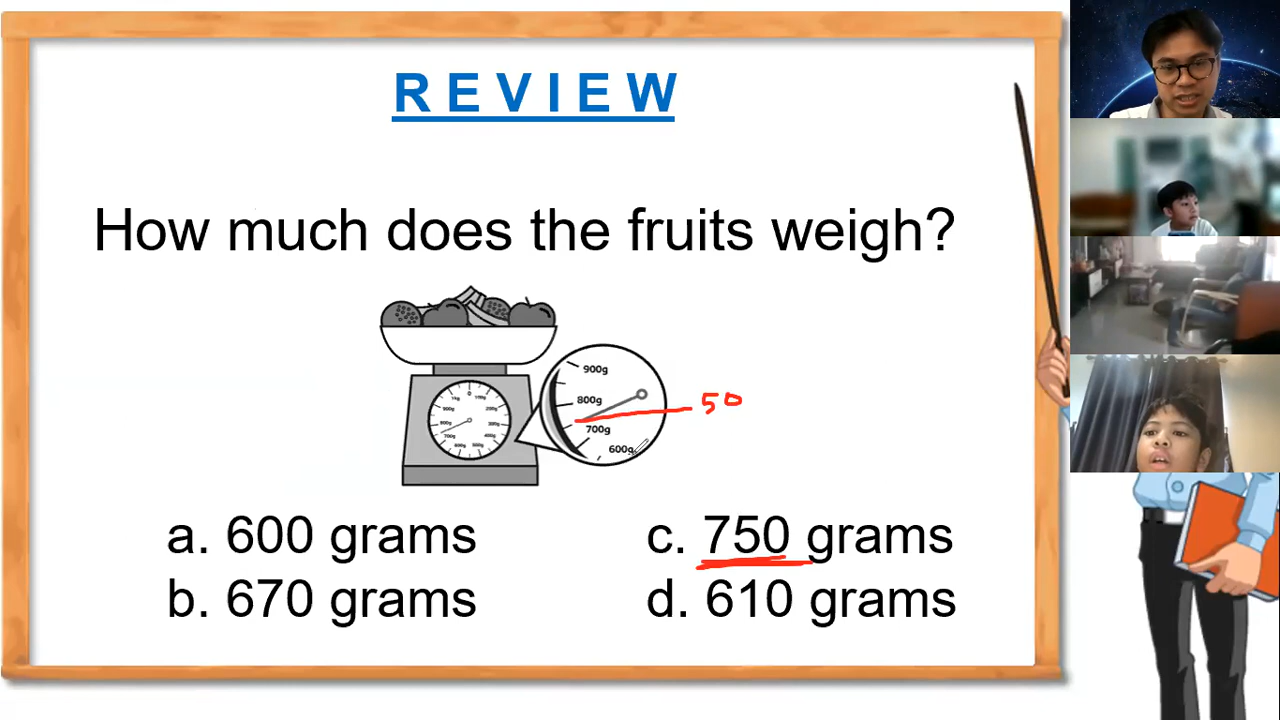 REVIEW
How much does the fruits weigh?
900g
800g
50
700g
600g
a. 600 grams
c. 750 grams
b. 670 grams
d. 610 grams